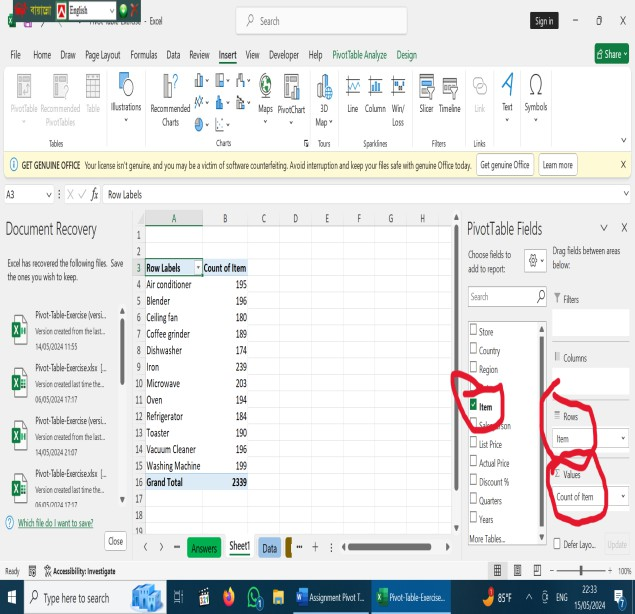 বায়ান্নো English
Pivot-Table-Exercise - Excel
Search
Sign in
File Home Draw Page Layout Formulas Data Review Insert View Developer Help PivotTable Analyze Design Share
PivotTable Recommended PivotTables Table
Tables
Illustrations
Recommended Charts
Maps PivotChart
Charts
3D Map
Tours
Line Column Win/Loss
Sparklines
Slicer Timeline
Filters
Link
Links
Text
Symbols
GET GENUINE OFFICE Your license isn't genuine, and you may be a victim of software counterfeiting. Avoid interruption and keep your files safe with genuine Office today. Get genuine Office Learn more
A3 fx Row Labels
Document Recovery
Excel has recovered the following files. Save
the ones you wish to keep.
Pivot-Table-Exercise (versi...
Version created from the last...
14/05/2024 11:55
Pivot-Table-Exercise.xlsx [...
Version created last time the...
06/05/2024 17:17
Pivot-Table-Exercise (versi...
Version created from the last...
14/05/2024 21:07
Pivot-Table-Exercise.xlsx [...
Version created last time the...
06/05/2024 17:17
Which file do I want to save?
Close
A B C D E F G H
1
2
3 Row Labels Count of Item
4 Air conditioner 195
5 Blender 196
6 Ceiling fan 180
7 Coffee grinder 189
8 Dishwasher 174
9 Iron 239
10 Microwave 203
11 Oven 194
12 Refrigerator 184
13 Toaster 190
14 Vacuum Cleaner 196
15 Washing Machine 199
16 Grand Total 2339
17
18
19
Answers Sheet1 Data
PivotTable Fields
Choose fields to
add to report:
Search
Store
Country
Region
Item
Salesperson
List Price
Actual Price
Discount %
Quarters
Years
More Tables...
Drag fields between areas
below:
Filters
Columns
Rows
Item
Values
Count of Item
Defer Layo... Update
Ready Accessibility: Investigate 100%
Type here to search
Assignment Pivot T...
Pivot-Table-Exercise...
85°F
ENG
22:33
15/05/2024